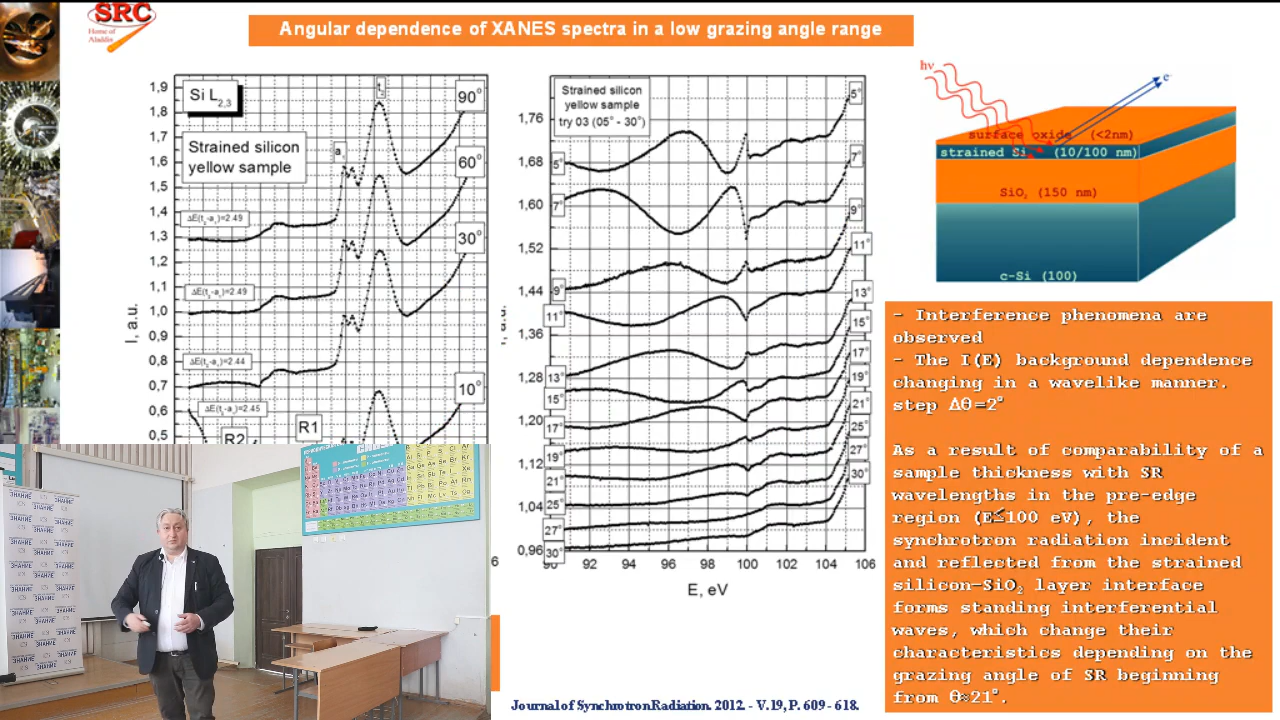 SRC
Home of
Aladdin
Angular dependence of XANES spectra in a low grazing angle range
Si L2,3
Strained silicon
yellow sample
1,9
1,8
1,7
1,6
1,5
1,4
1,3
1,2
1,1
1,0
0,9
0,8
0,7
0,6
0,5
I, a.u.
90°
60°
30°
10°
ΔE(t2-a1)=2.49
ΔE(t2-a1)=2.49
ΔE(t2-a1)=2.44
ΔE(t2-a1)=2.45
R2
R1
a1
t2
6
Strained silicon
yellow sample
try 03 (05° - 30°)
1,76
1,68
1,60
1,52
1,44
1,36
1,28
1,20
1,12
1,04
0,96
5°
7°
9°
11°
13°
15°
17°
19°
21°
25°
27°
30°
5°
7°
9°
11°
13°
15°
17°
19°
21°
25°
27°
30°
90 92 94 96 98 100 102 104 106
E, eV
hν
e-
surface oxide (<2nm)
strained Si (10/100 nm)
SiO2 (150 nm)
c-Si (100)
- Interference phenomena are
observed
- The I(E) background dependence
changing in a wavelike manner.
step Δθ=2°
As a result of comparability of a
sample thickness with SR
wavelengths in the pre-edge
region (E≤100 eV), the
synchrotron radiation incident
and reflected from the strained
silicon-SiO2 layer interface
forms standing interferential
waves, which change their
characteristics depending on the
grazing angle of SR beginning
from θ≈21°.
Journal of Synchrotron Radiation. 2012. - V.19, P. 609 - 618.
ЗНАНИЕ